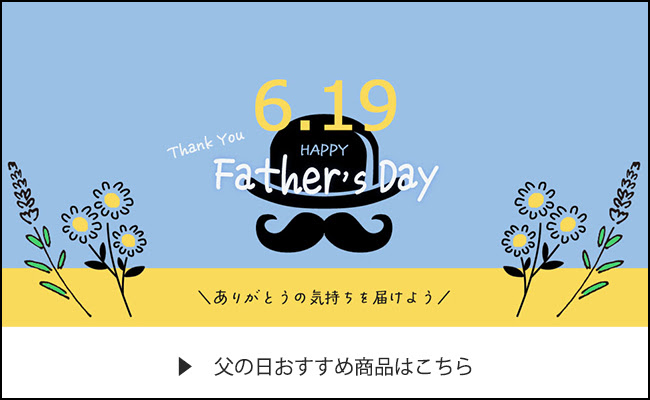 6.19
Thank You
HAPPY
Father's Day
\ありがとうの気持ちを届けよう/
▶ 父の日おすすめ商品はこちら